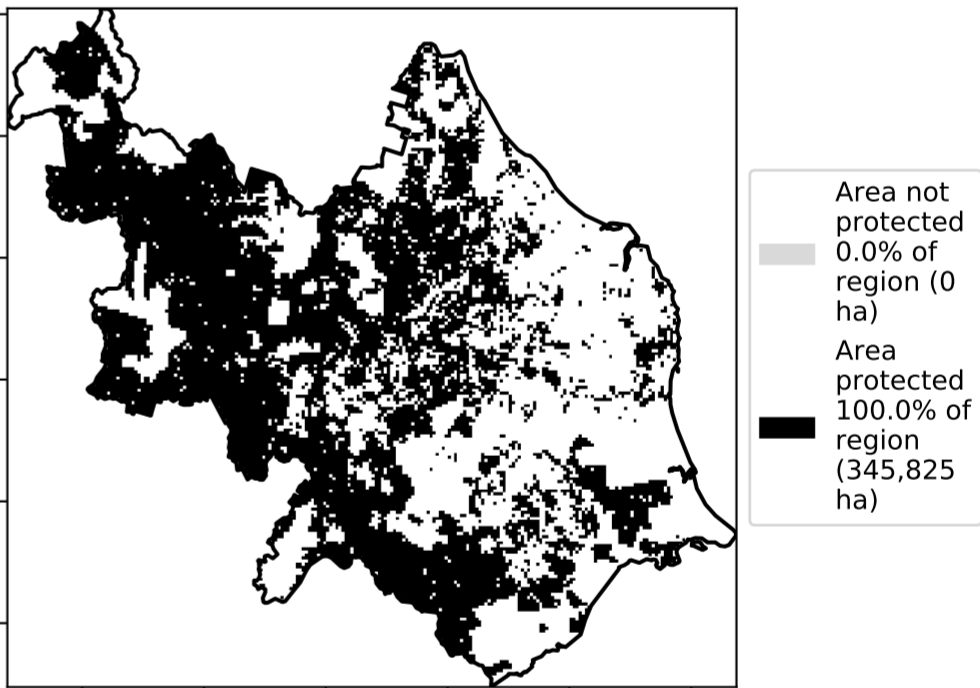 Area not
protected
0.0% of
region (0
ha)
Area
protected
100.0% of
region
(345,825
ha)